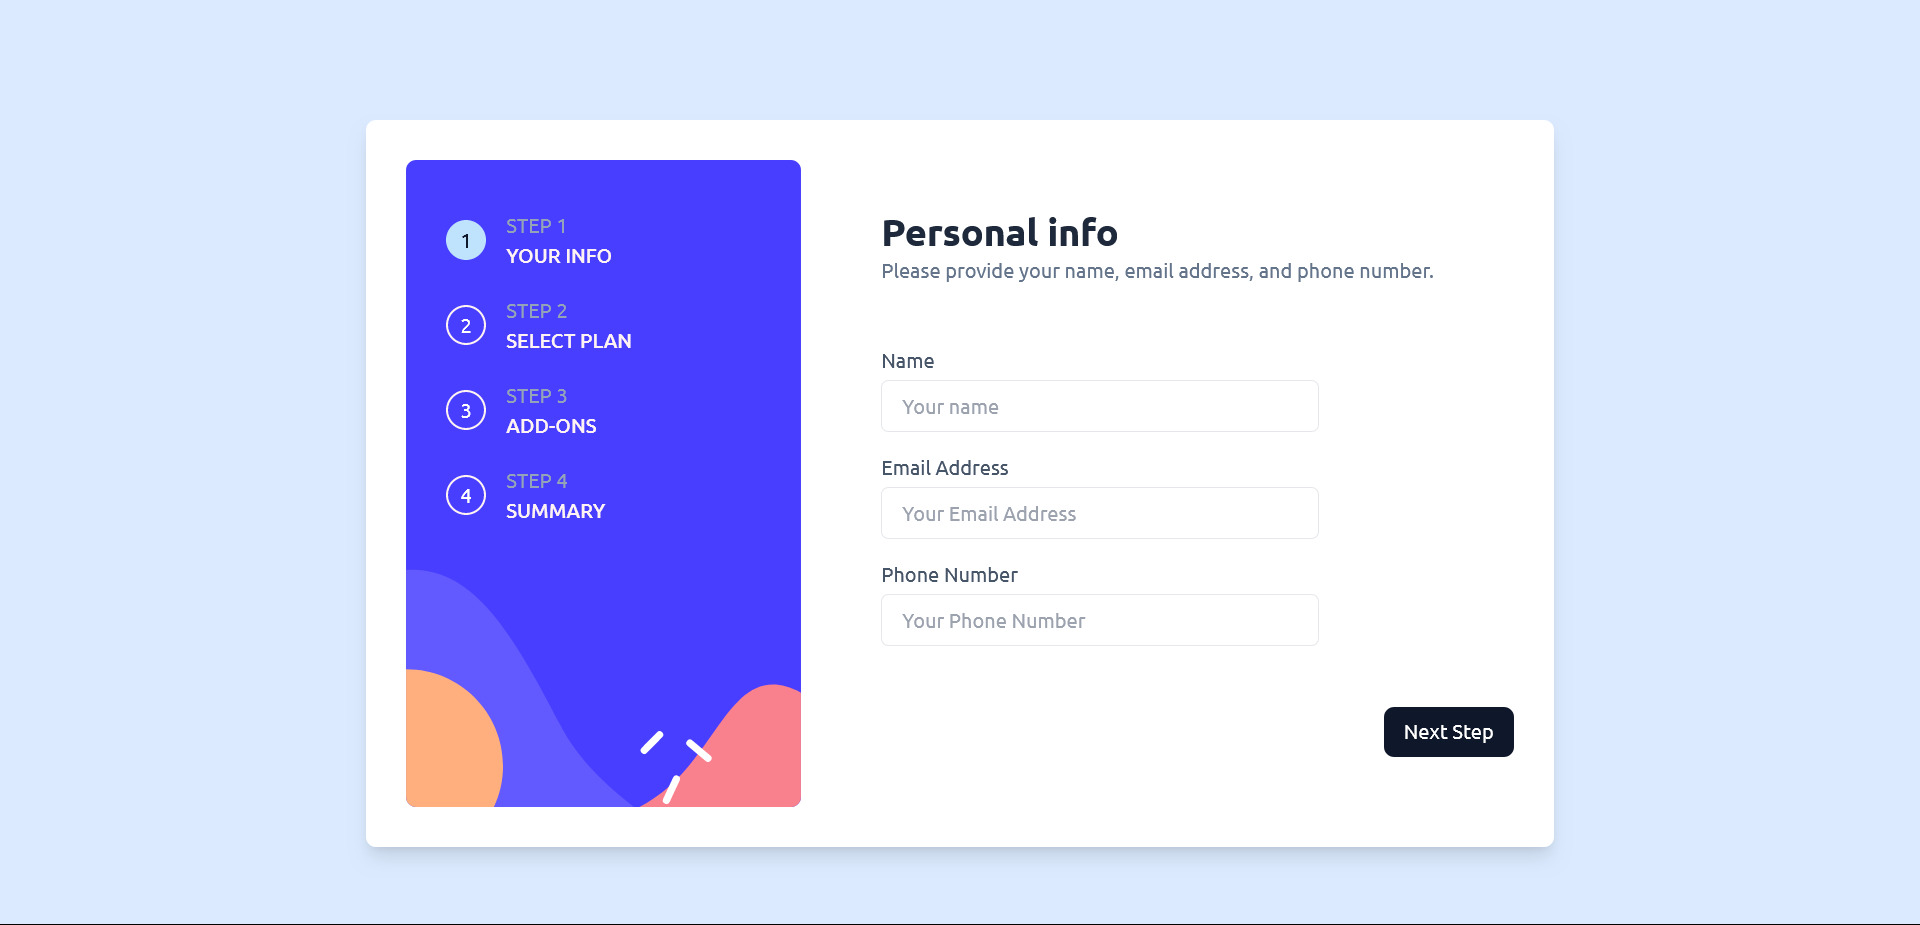 1
STEP 1
YOUR INFO
2
STEP 2
SELECT PLAN
3
STEP 3
ADD-ONS
4
STEP 4
SUMMARY
Personal info
Please provide your name, email address, and phone number.
Name
Your name
Email Address
Your Email Address
Phone Number
Your Phone Number
Next Step